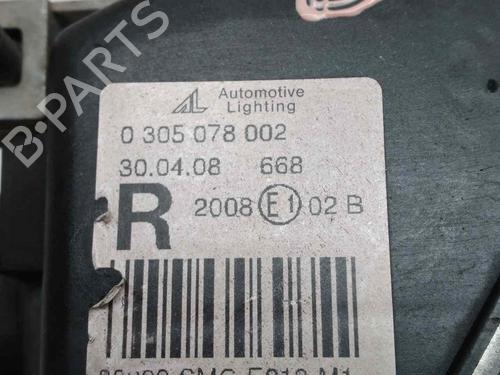 B-PARTS
Automotive
Lighting
0 305 078 002
30.04.08 668
R 2008 E1 02 B